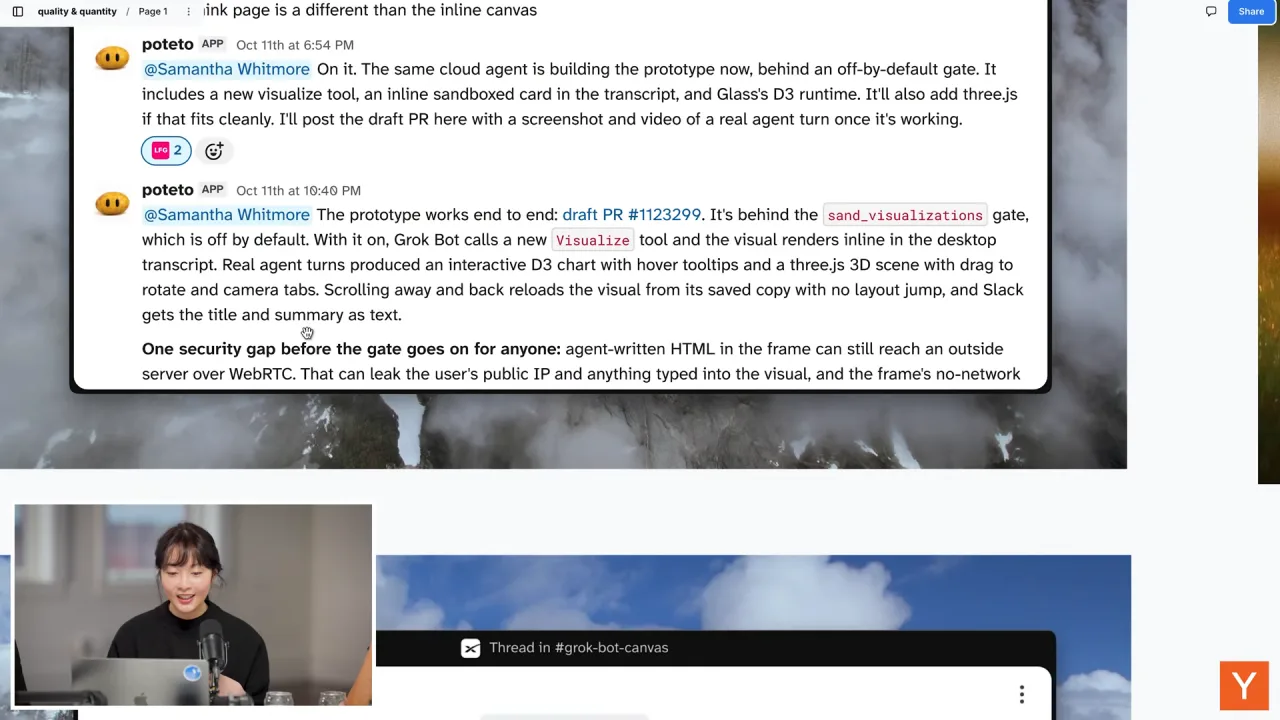 quality & quantity / Page 1
Share
ink page is a different than the inline canvas
poteto APP Oct 11th at 6:54 PM
@Samantha Whitmore On it. The same cloud agent is building the prototype now, behind an off-by-default gate. It
includes a new visualize tool, an inline sandboxed card in the transcript, and Glass's D3 runtime. It'll also add three.js
if that fits cleanly. I'll post the draft PR here with a screenshot and video of a real agent turn once it's working.
LFG 2
poteto APP Oct 11th at 10:40 PM
@Samantha Whitmore The prototype works end to end: draft PR #1123299. It's behind the sand_visualizations gate,
which is off by default. With it on, Grok Bot calls a new Visualize tool and the visual renders inline in the desktop
transcript. Real agent turns produced an interactive D3 chart with hover tooltips and a three.js 3D scene with drag to
rotate and camera tabs. Scrolling away and back reloads the visual from its saved copy with no layout jump, and Slack
gets the title and summary as text.
One security gap before the gate goes on for anyone: agent-written HTML in the frame can still reach an outside
server over WebRTC. That can leak the user's public IP and anything typed into the visual, and the frame's no-network
Thread in #grok-bot-canvas
Y